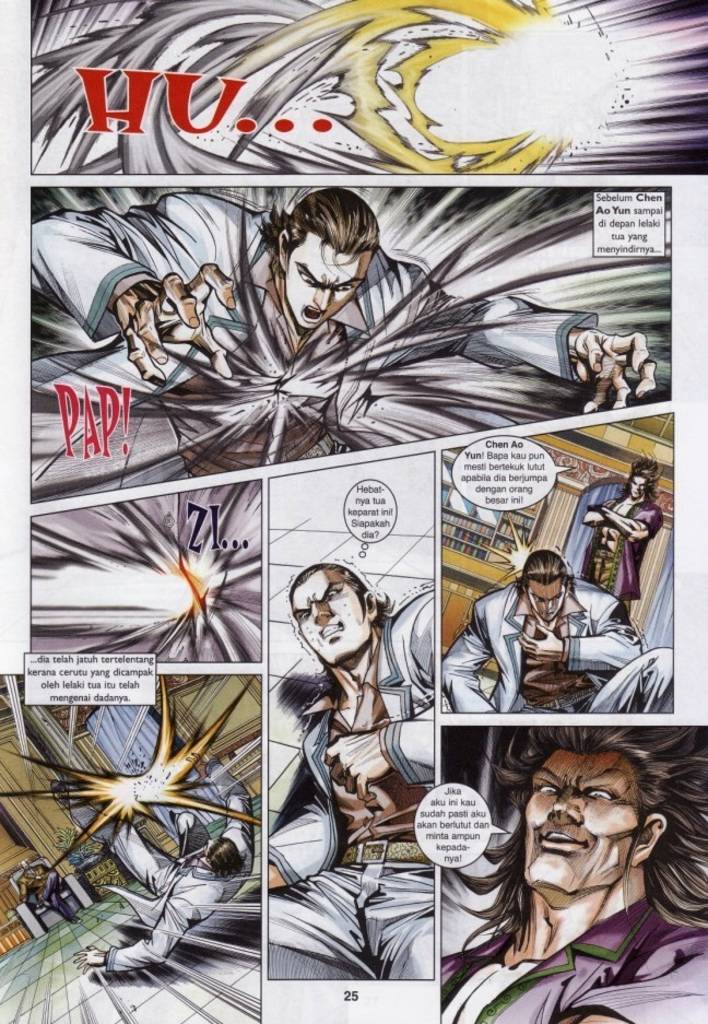 HU...
Sebelum Chen
Ao Yun sampai
di depan lelaki
tua yang
menyindirnya...
PAP!
ZI...
...dia telah jatuh tertelentang
kerana cerutu yang dicampak
oleh lelaki tua itu telah
mengenai dadanya.
Hebat-
nya tua
keparat ini!
Siapakah
dia?
Chen Ao
Yun! Bapa kau pun
mesti bertekuk lutut
apabila dia berjumpa
dengan orang
besar ini!
Jika
aku ini kau
sudah pasti aku
akan berlutut dan
minta ampun
kepada-
nya!
25